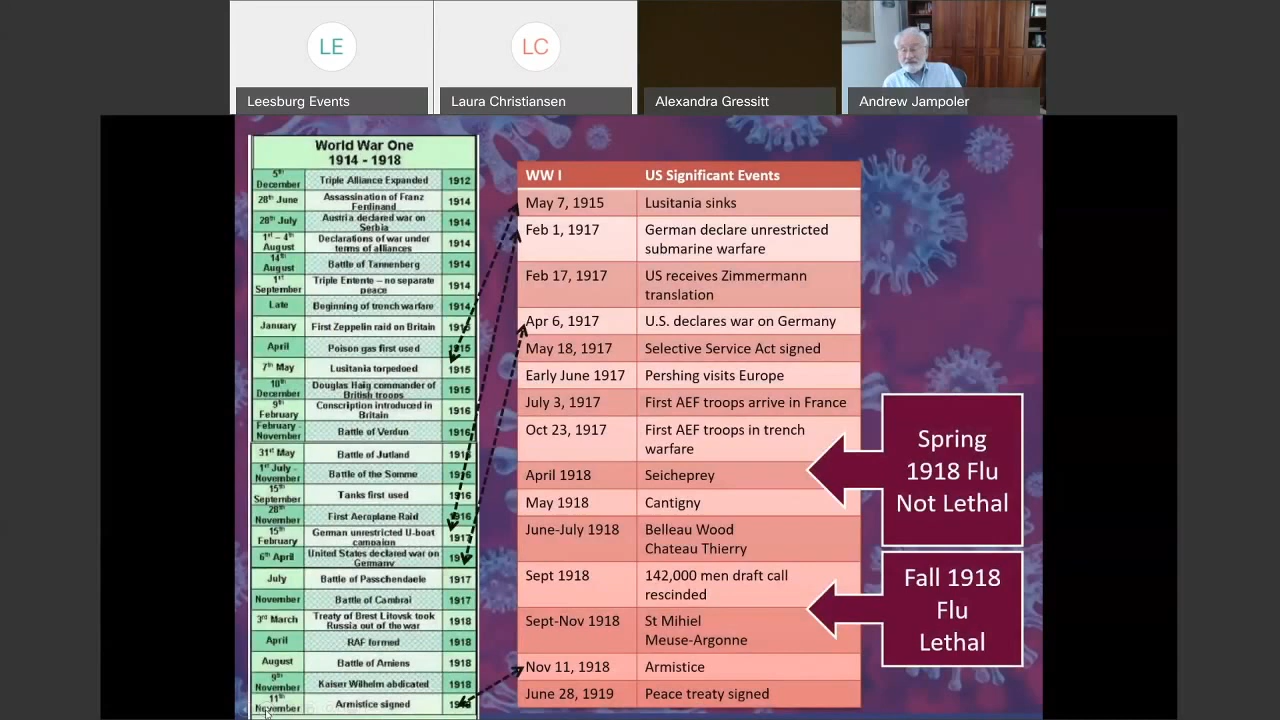 LE
LC
Leesburg Events
Laura Christiansen
Alexandra Gressitt
Andrew Jampoler
World War One
1914 - 1918
5th December Triple Alliance Expanded 1912
28th June Assassination of Franz Ferdinand 1914
28th July Austria declared war on Serbia 1914
1st – 4th August Declarations of war under terms of alliances 1914
14th August Battle of Tannenberg 1914
1st September Triple Entente – no separate peace 1914
Late Beginning of trench warfare 1914
January First Zeppelin raid on Britain 1915
April Poison gas first used 1915
7th May Lusitania torpedoed 1915
10th December Douglas Haig commander of British troops 1915
9th February Conscription introduced in Britain 1916
February - November Battle of Verdun 1916
31st May Battle of Jutland 1916
1st July - November Battle of the Somme 1916
15th September Tanks first used 1916
28th November First Aeroplane Raid 1916
15th February German unrestricted U-boat campaign 1917
6th April United States declared war on Germany
July Battle of Passchendaele 1917
November Battle of Cambrai 1917
3rd March Treaty of Brest Litovsk took Russia out of the war 1918
April RAF formed 1918
August Battle of Amiens 1918
9th November Kaiser Wilhelm abdicated 1918
11th November Armistice signed
WW I US Significant Events
May 7, 1915 Lusitania sinks
Feb 1, 1917 German declare unrestricted
submarine warfare
Feb 17, 1917 US receives Zimmermann
translation
Apr 6, 1917 U.S. declares war on Germany
May 18, 1917 Selective Service Act signed
Early June 1917 Pershing visits Europe
July 3, 1917 First AEF troops arrive in France
Oct 23, 1917 First AEF troops in trench
warfare
April 1918 Seicheprey
May 1918 Cantigny
June-July 1918 Belleau Wood
Chateau Thierry
Sept 1918 142,000 men draft call
rescinded
Sept-Nov 1918 St Mihiel
Meuse-Argonne
Nov 11, 1918 Armistice
June 28, 1919 Peace treaty signed
Spring
1918 Flu
Not Lethal
Fall 1918
Flu
Lethal